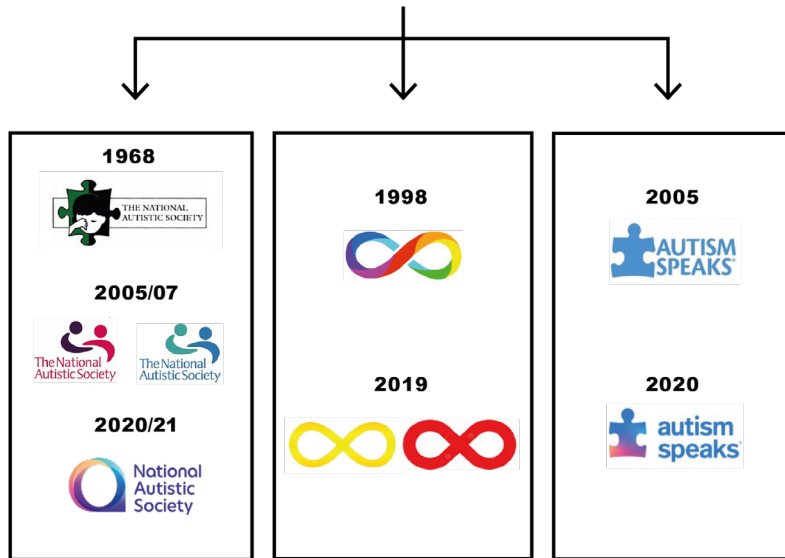 1968
THE NATIONAL
AUTISTIC SOCIETY
2005/07
The National
Autistic Society
The National
Autistic Society
2020/21
National
Autistic
Society
1998
2019
2005
AUTISM
SPEAKS®
2020
autism
speaks®